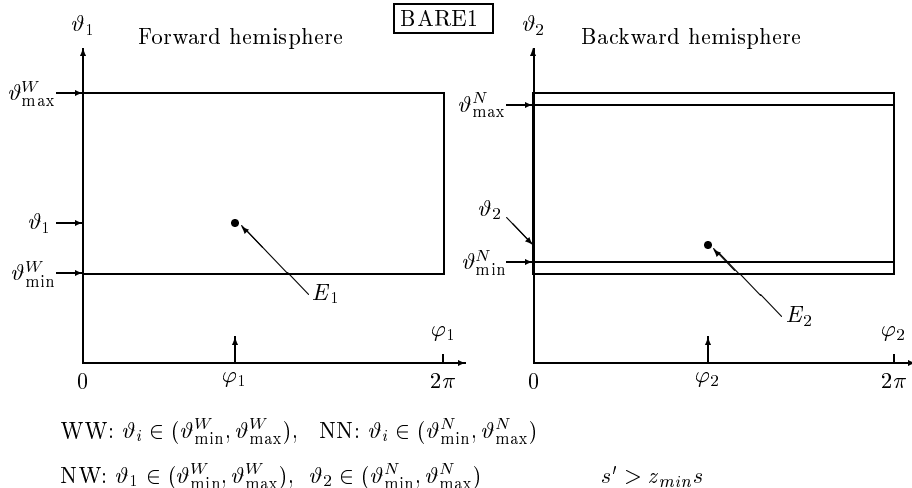 BARE1
Forward hemisphere
Backward hemisphere
ϑ₁
ϑ₂
ϑ^W_max
ϑ^N_max
ϑ₁
ϑ₂
ϑ^W_min
ϑ^N_min
E₁
E₂
φ₁
φ₂
0
φ₁
2π
0
φ₂
2π
WW: ϑ_i ∈ (ϑ^W_min, ϑ^W_max), NN: ϑ_i ∈ (ϑ^N_min, ϑ^N_max)
NW: ϑ₁ ∈ (ϑ^W_min, ϑ^W_max), ϑ₂ ∈ (ϑ^N_min, ϑ^N_max) s′ > z_min s